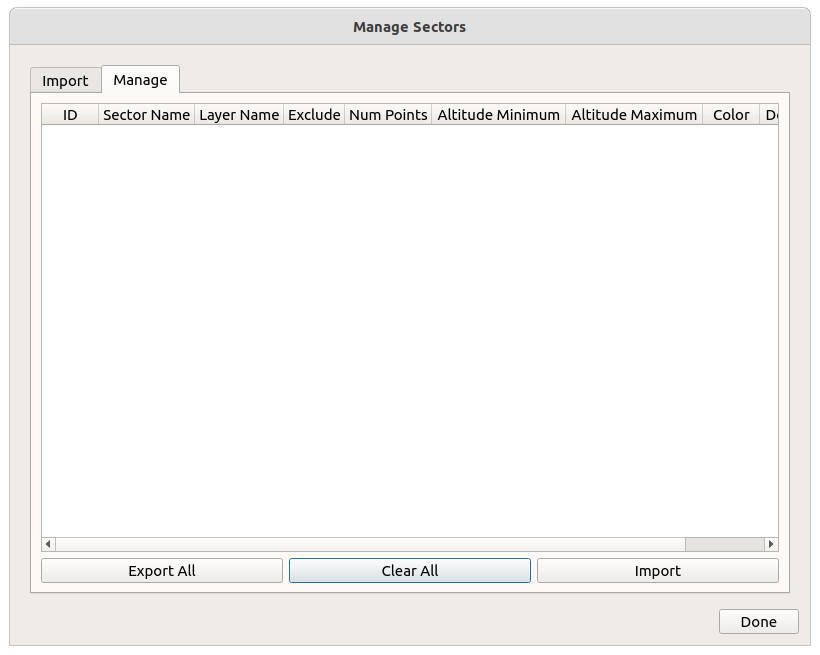 Manage Sectors
Import Manage
ID Sector Name Layer Name Exclude Num Points Altitude Minimum Altitude Maximum Color
Export All Clear All Import
Done